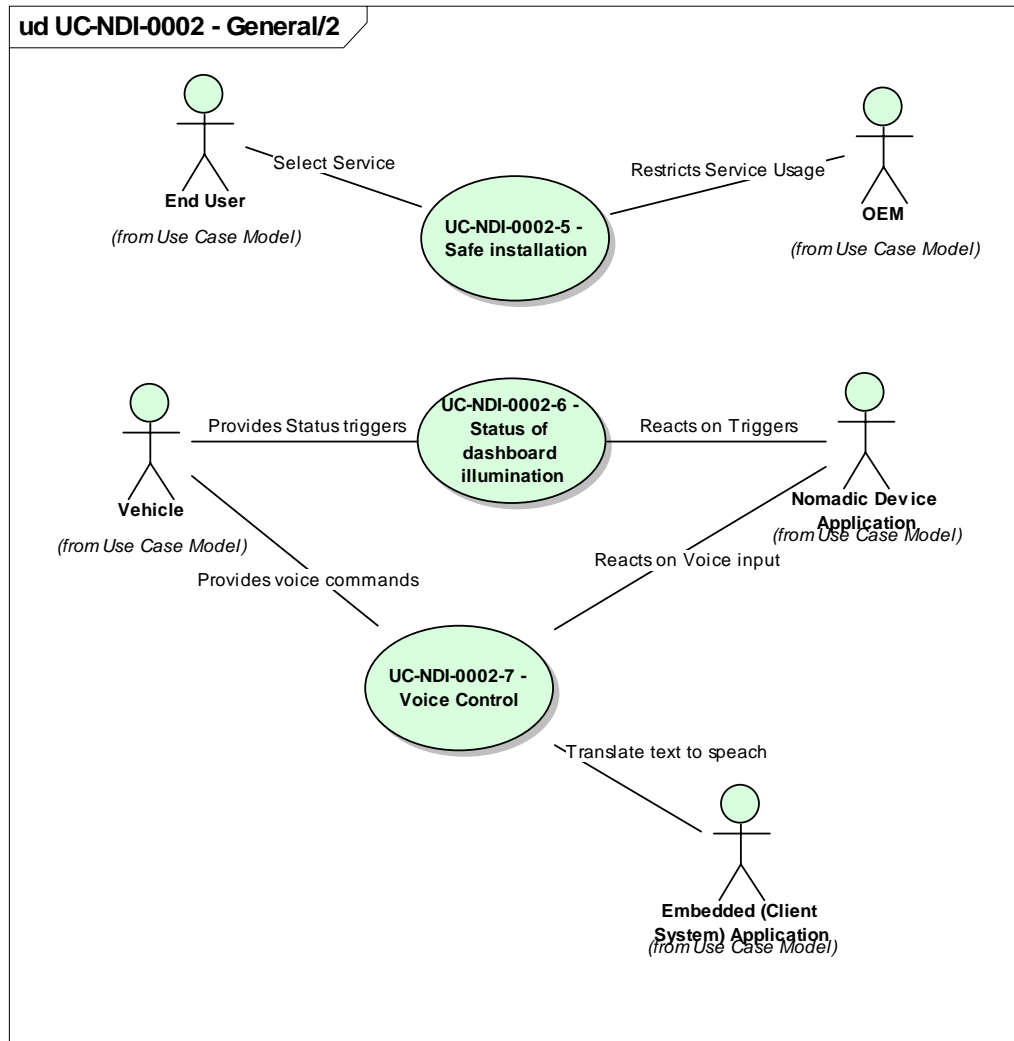 ud UC-NDI-0002 - General/2
End User
(from Use Case Model)
Select Service
Restricts Service Usage
OEM
(from Use Case Model)
UC-NDI-0002-5 -
Safe installation
Vehicle
(from Use Case Model)
Provides Status triggers
UC-NDI-0002-6 -
Status of
dashboard
illumination
Reacts on Triggers
Nomadic Device
Application
(from Use Case Model)
Provides voice commands
Reacts on Voice input
UC-NDI-0002-7 -
Voice Control
Translate text to speach
Embedded (Client
System) Application
(from Use Case Model)